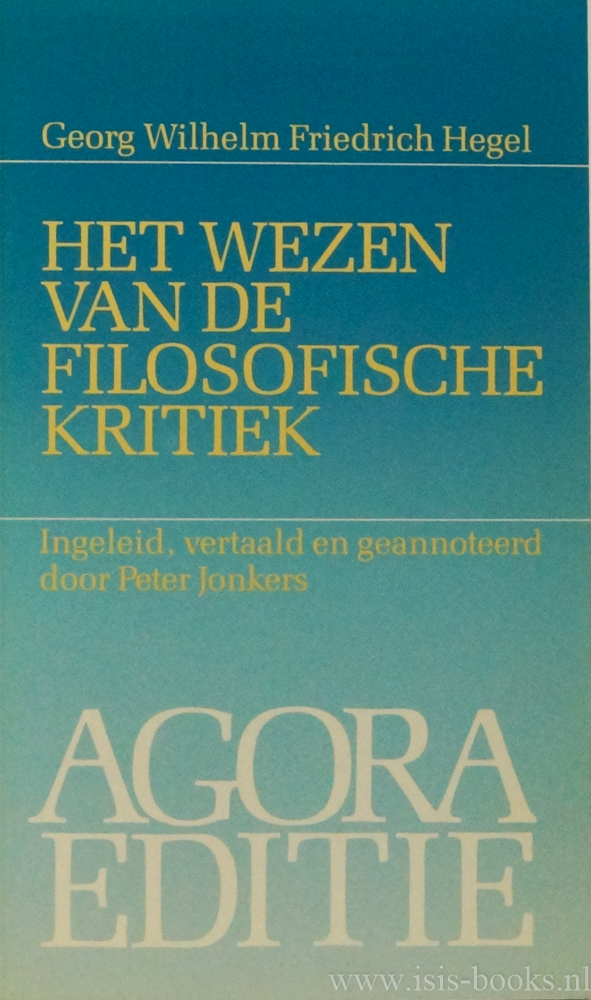 Georg Wilhelm Friedrich Hegel
HET WEZEN
VAN DE
FILOSOFISCHE
KRITIEK
Ingeleid, vertaald en geannoteerd
door Peter Jonkers
AGORA
EDITIE
www.isis-books.nl